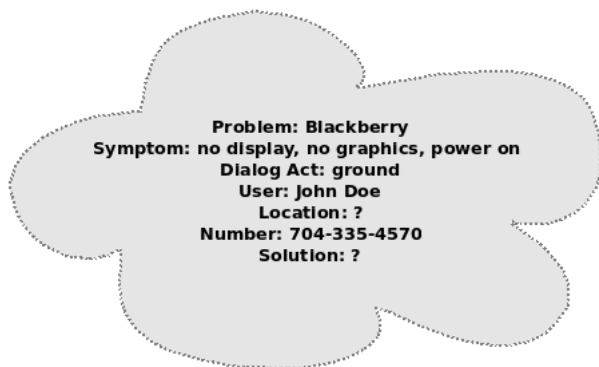 Problem: Blackberry
Symptom: no display, no graphics, power on
Dialog Act: ground
User: John Doe
Location: ?
Number: 704-335-4570
Solution: ?